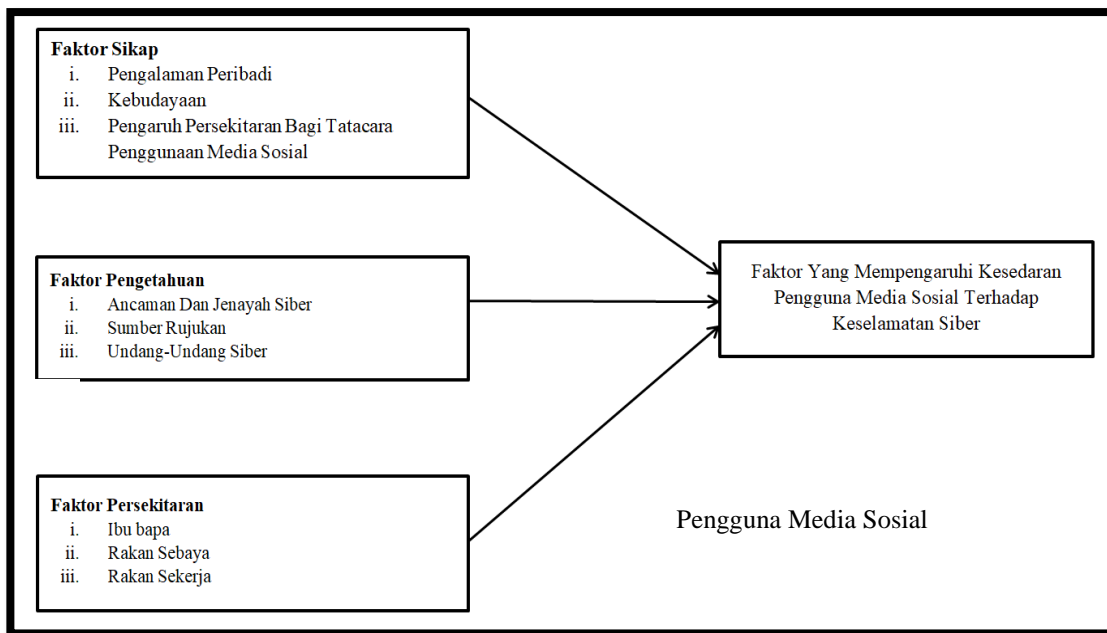 Faktor Sikap
i. Pengalaman Peribadi
ii. Kebudayaan
iii. Pengaruh Persekitaran Bagi Tatacara
Penggunaan Media Sosial
Faktor Pengetahuan
i. Ancaman Dan Jenayah Siber
ii. Sumber Rujukan
iii. Undang-Undang Siber
Faktor Yang Mempengaruhi Kesedaran
Pengguna Media Sosial Terhadap
Keselamatan Siber
Faktor Persekitaran
i. Ibu bapa
ii. Rakan Sebaya
iii. Rakan Sekerja
Pengguna Media Sosial